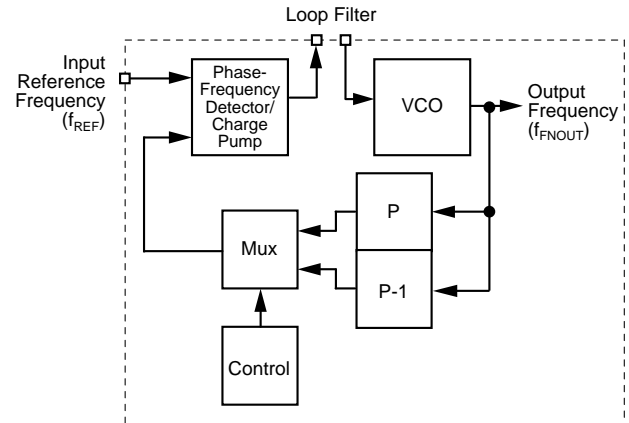 Loop Filter
Input
Reference
Frequency
(fREF)
Phase-
Frequency
Detector/
Charge
Pump
VCO
Output
Frequency
(fFNOUT)
P
Mux
P-1
Control